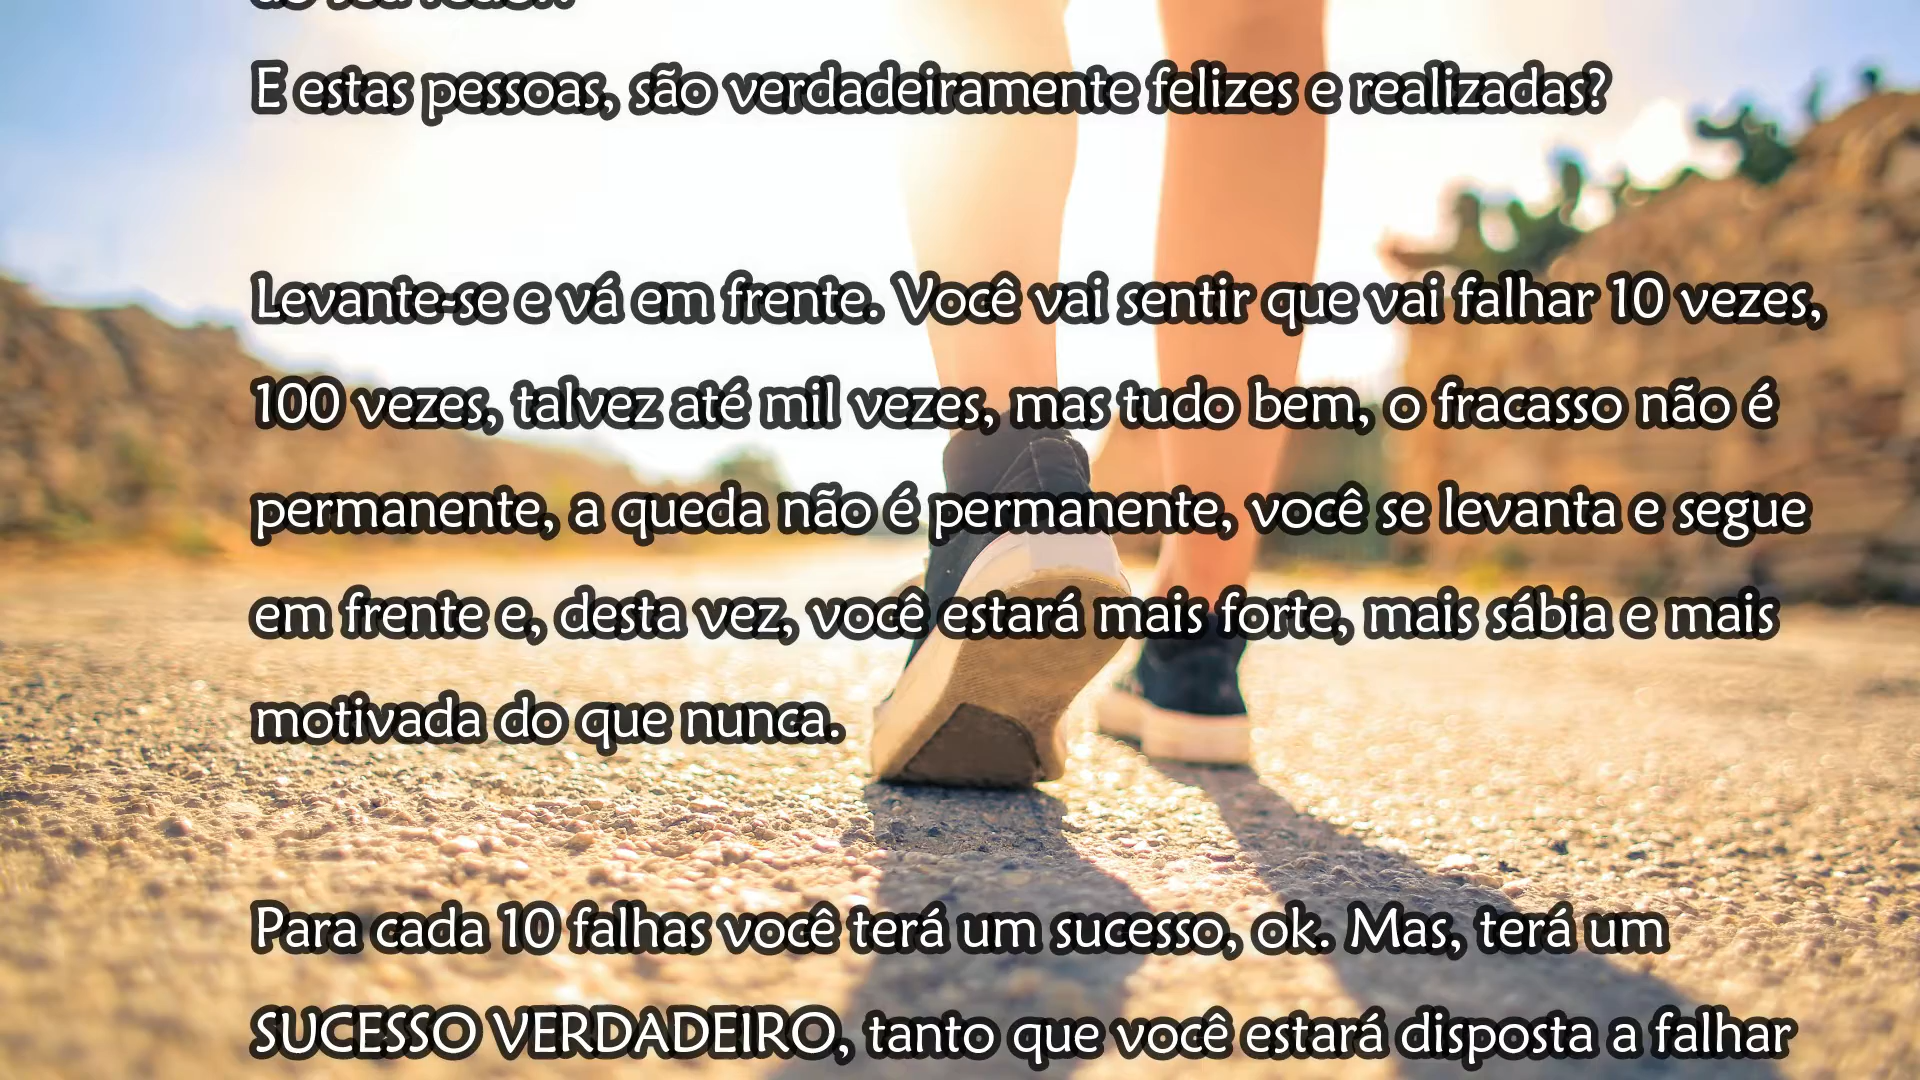 do seu redor.
E estas pessoas, são verdadeiramente felizes e realizadas?
Levante-se e vá em frente. Você vai sentir que vai falhar 10 vezes,
100 vezes, talvez até mil vezes, mas tudo bem, o fracasso não é
permanente, a queda não é permanente, você se levanta e segue
em frente e, desta vez, você estará mais forte, mais sábia e mais
motivada do que nunca.
Para cada 10 falhas você terá um sucesso, ok. Mas, terá um
SUCESSO VERDADEIRO, tanto que você estará disposta a falhar